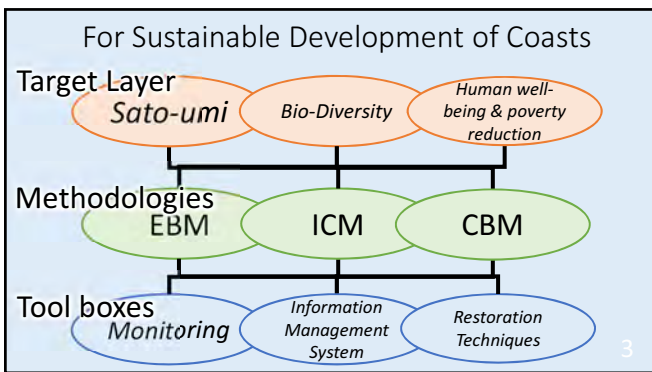 For Sustainable Development of Coasts
Target Layer
Sato-umi
Bio-Diversity
Human well-
being & poverty
reduction
Methodologies
EBM
ICM
CBM
Tool boxes
Monitoring
Information
Management
System
Restoration
Techniques
3